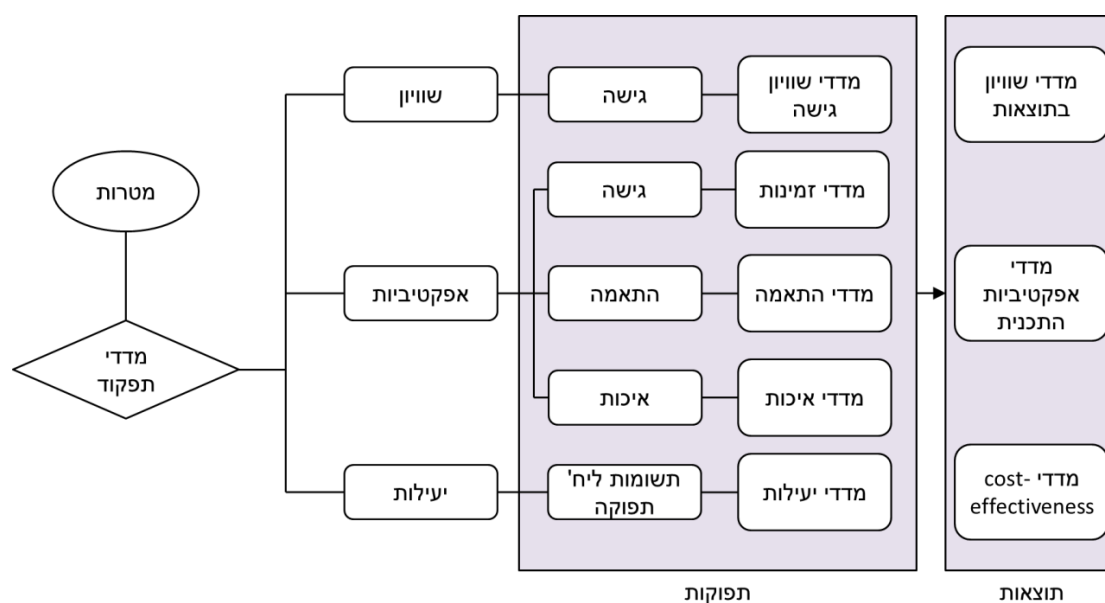 מטרות
מדדי
תפקוד
שוויון
גישה
מדדי שוויון
גישה
מדדי שוויון
בתוצאות
גישה
מדדי זמינות
אפקטיביות
התאמה
מדדי התאמה
מדדי
אפקטיביות
התכנית
איכות
מדדי איכות
יעילות
תשומות ליח'
תפוקה
מדדי יעילות
מדדי cost-
effectiveness
תפוקות
תוצאות